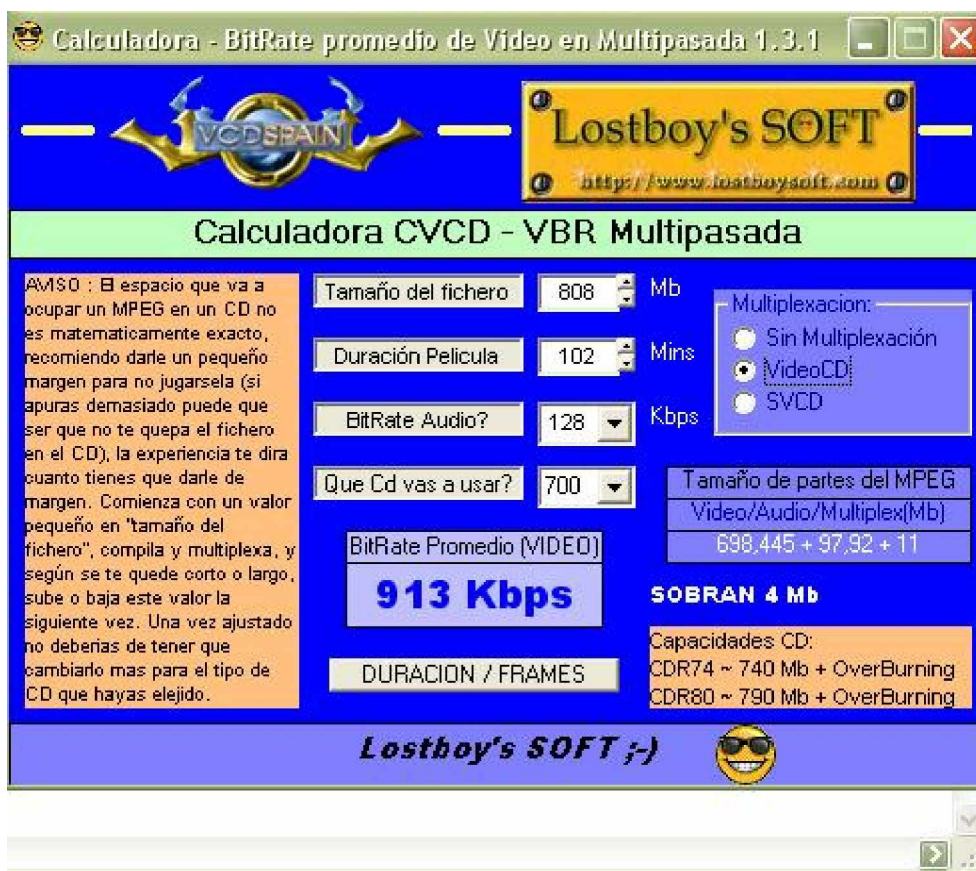 Calculadora - BitRate promedio de Video en Multipasada 1.3.1
VCDSPAIN
Lostboy's SOFT
http://www.lostboysoft.com
Calculadora CVCD - VBR Multipasada
AVISO : El espacio que va a
ocupar un MPEG en un CD no
es matematicamente exacto,
recomiendo darle un pequeño
margen para no jugarsela (si
apuras demasiado puede que
ser que no te quepa el fichero
en el CD), la experiencia te dira
cuanto tienes que darle de
margen. Comienza con un valor
pequeño en "tamaño del
fichero", compila y multiplexa, y
según se te quede corto o largo,
sube o baja este valor la
siguiente vez. Una vez ajustado
no deberias de tener que
cambiarlo mas para el tipo de
CD que hayas elejido.
Tamaño del fichero 808 Mb
Duración Pelicula 102 Mins
BitRate Audio? 128 Kbps
Que Cd vas a usar? 700
BitRate Promedio (VIDEO)
913 Kbps
DURACION / FRAMES
Multiplexacion:
Sin Multiplexación
VideoCD
SVCD
Tamaño de partes del MPEG
Video/Audio/Multiplex(Mb)
698,445 + 97,92 + 11
SOBRAN 4 Mb
Capacidades CD:
CDR74 ~ 740 Mb + OverBurning
CDR80 ~ 790 Mb + OverBurning
Lostboy's SOFT ;-)